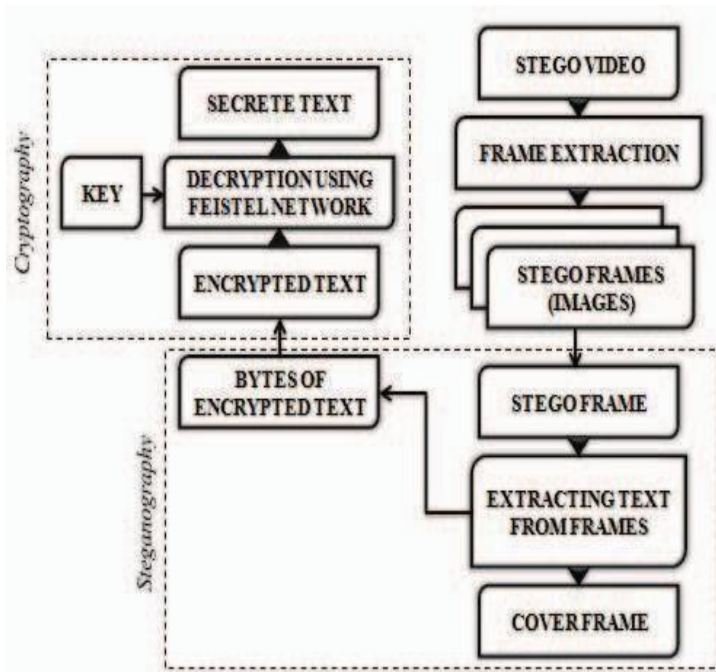 STEGO VIDEO
FRAME EXTRACTION
STEGO FRAMES
(IMAGES)
STEGO FRAME
EXTRACTING TEXT
FROM FRAMES
COVER FRAME
Steganography
BYTES OF
ENCRYPTED TEXT
Cryptography
ENCRYPTED TEXT
KEY
DECRYPTION USING
FEISTEL NETWORK
SECRETE TEXT